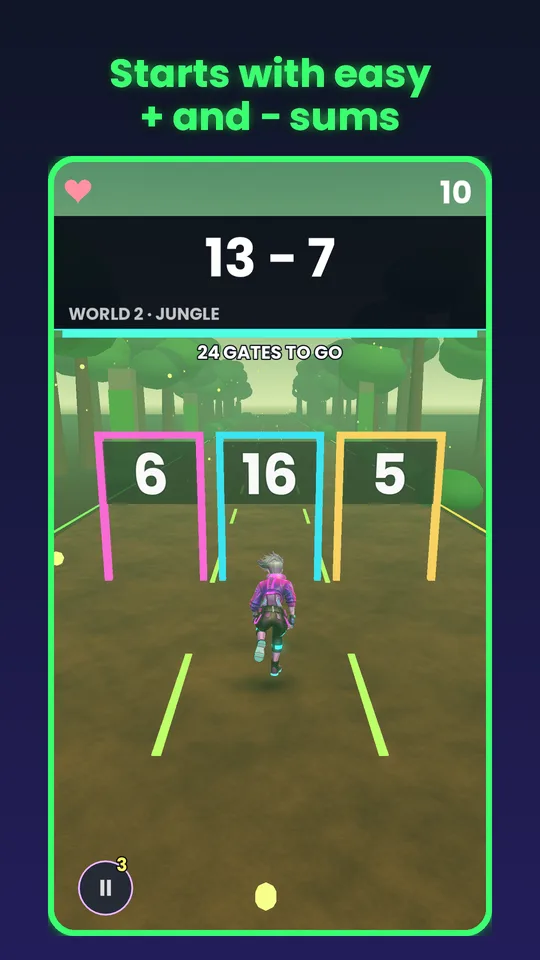 Starts with easy
+ and - sums
10
13 - 7
WORLD 2 · JUNGLE
24 GATES TO GO
6 16 5
3